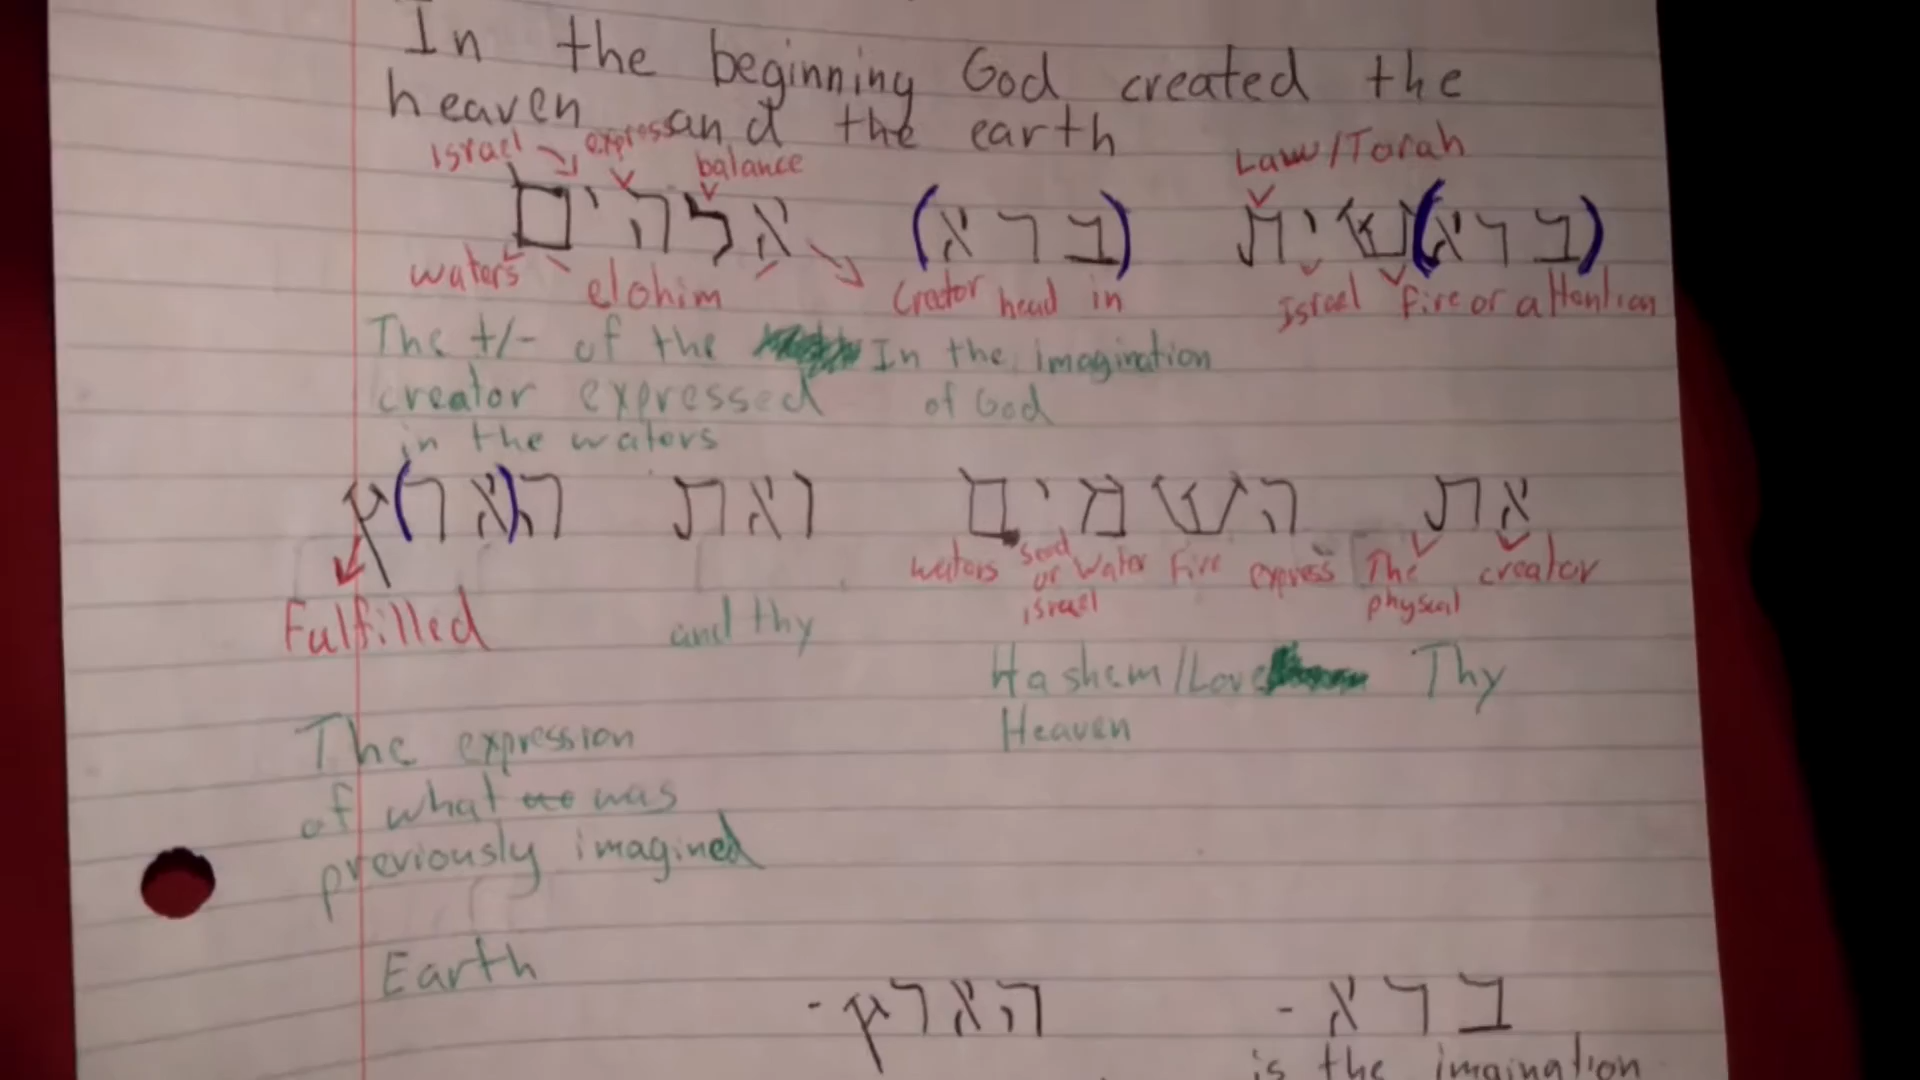 In the beginning God created the
heaven and the earth
Israel express balance Law/Torah
(ברא)שית (ברא) אלהים
waters elohim Creator head in Israel fire or attention
The +/- of the In the imagination
creator expressed of God
in the waters
את השמים ואת ה(אר)ץ
waters seed or israel water Fire express The physical creator
Fulfilled and thy
Hashem/Love Thy
Heaven
The expression
of what was
previously imagined
Earth
ברא - הארץ -
is the imagination